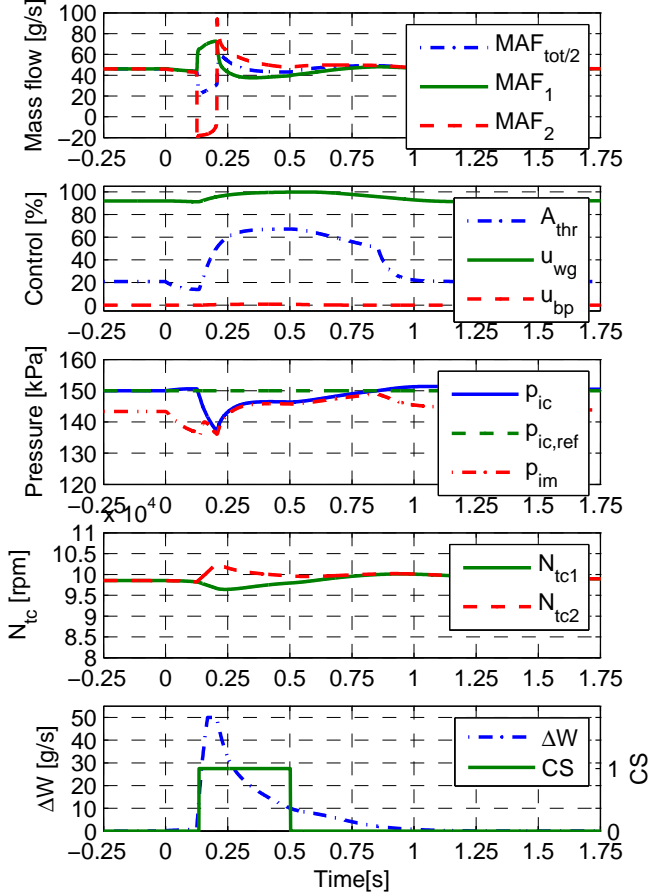 Mass flow [g/s]
100
80
60
40
20
0
−20
MAF_tot/2
MAF_1
MAF_2
−0.25 0 0.25 0.5 0.75 1 1.25 1.5 1.75
Control [%]
100
80
60
40
20
0
A_thr
u_wg
u_bp
−0.25 0 0.25 0.5 0.75 1 1.25 1.5 1.75
Pressure [kPa]
160
150
140
130
120
p_ic
p_ic,ref
p_im
−0.25 0 0.25 0.5 0.75 1 1.25 1.5 1.75
x 10^4
N_tc [rpm]
11
10.5
10
9.5
9
8.5
8
N_tc1
N_tc2
−0.25 0 0.25 0.5 0.75 1 1.25 1.5 1.75
ΔW [g/s]
50
40
30
20
10
0
ΔW
CS
1
0
CS
−0.25 0 0.25 0.5 0.75 1 1.25 1.5 1.75
Time[s]